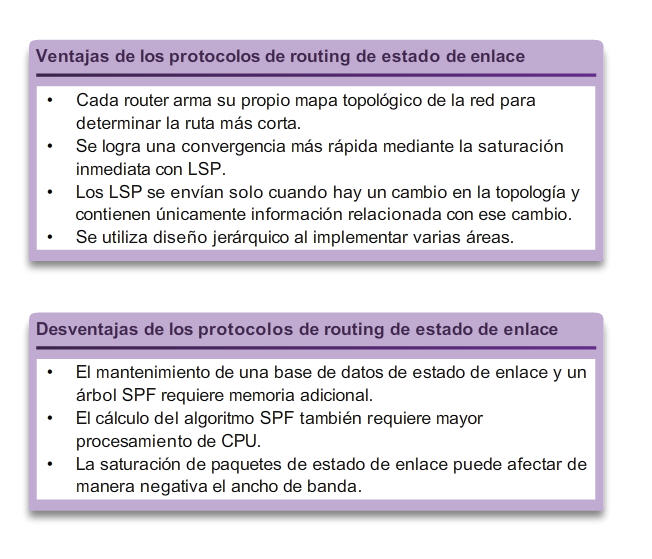 Ventajas de los protocolos de routing de estado de enlace
• Cada router arma su propio mapa topológico de la red para
determinar la ruta más corta.
• Se logra una convergencia más rápida mediante la saturación
inmediata con LSP.
• Los LSP se envían solo cuando hay un cambio en la topología y
contienen únicamente información relacionada con ese cambio.
• Se utiliza diseño jerárquico al implementar varias áreas.
Desventajas de los protocolos de routing de estado de enlace
• El mantenimiento de una base de datos de estado de enlace y un
árbol SPF requiere memoria adicional.
• El cálculo del algoritmo SPF también requiere mayor
procesamiento de CPU.
• La saturación de paquetes de estado de enlace puede afectar de
manera negativa el ancho de banda.